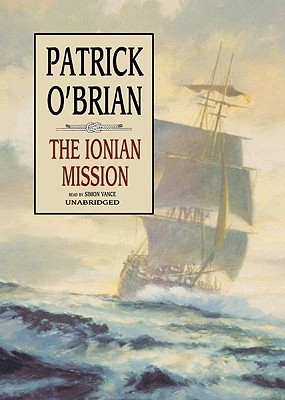 PATRICK
O'BRIAN
THE IONIAN
MISSION
READ BY SIMON VANCE
UNABRIDGED